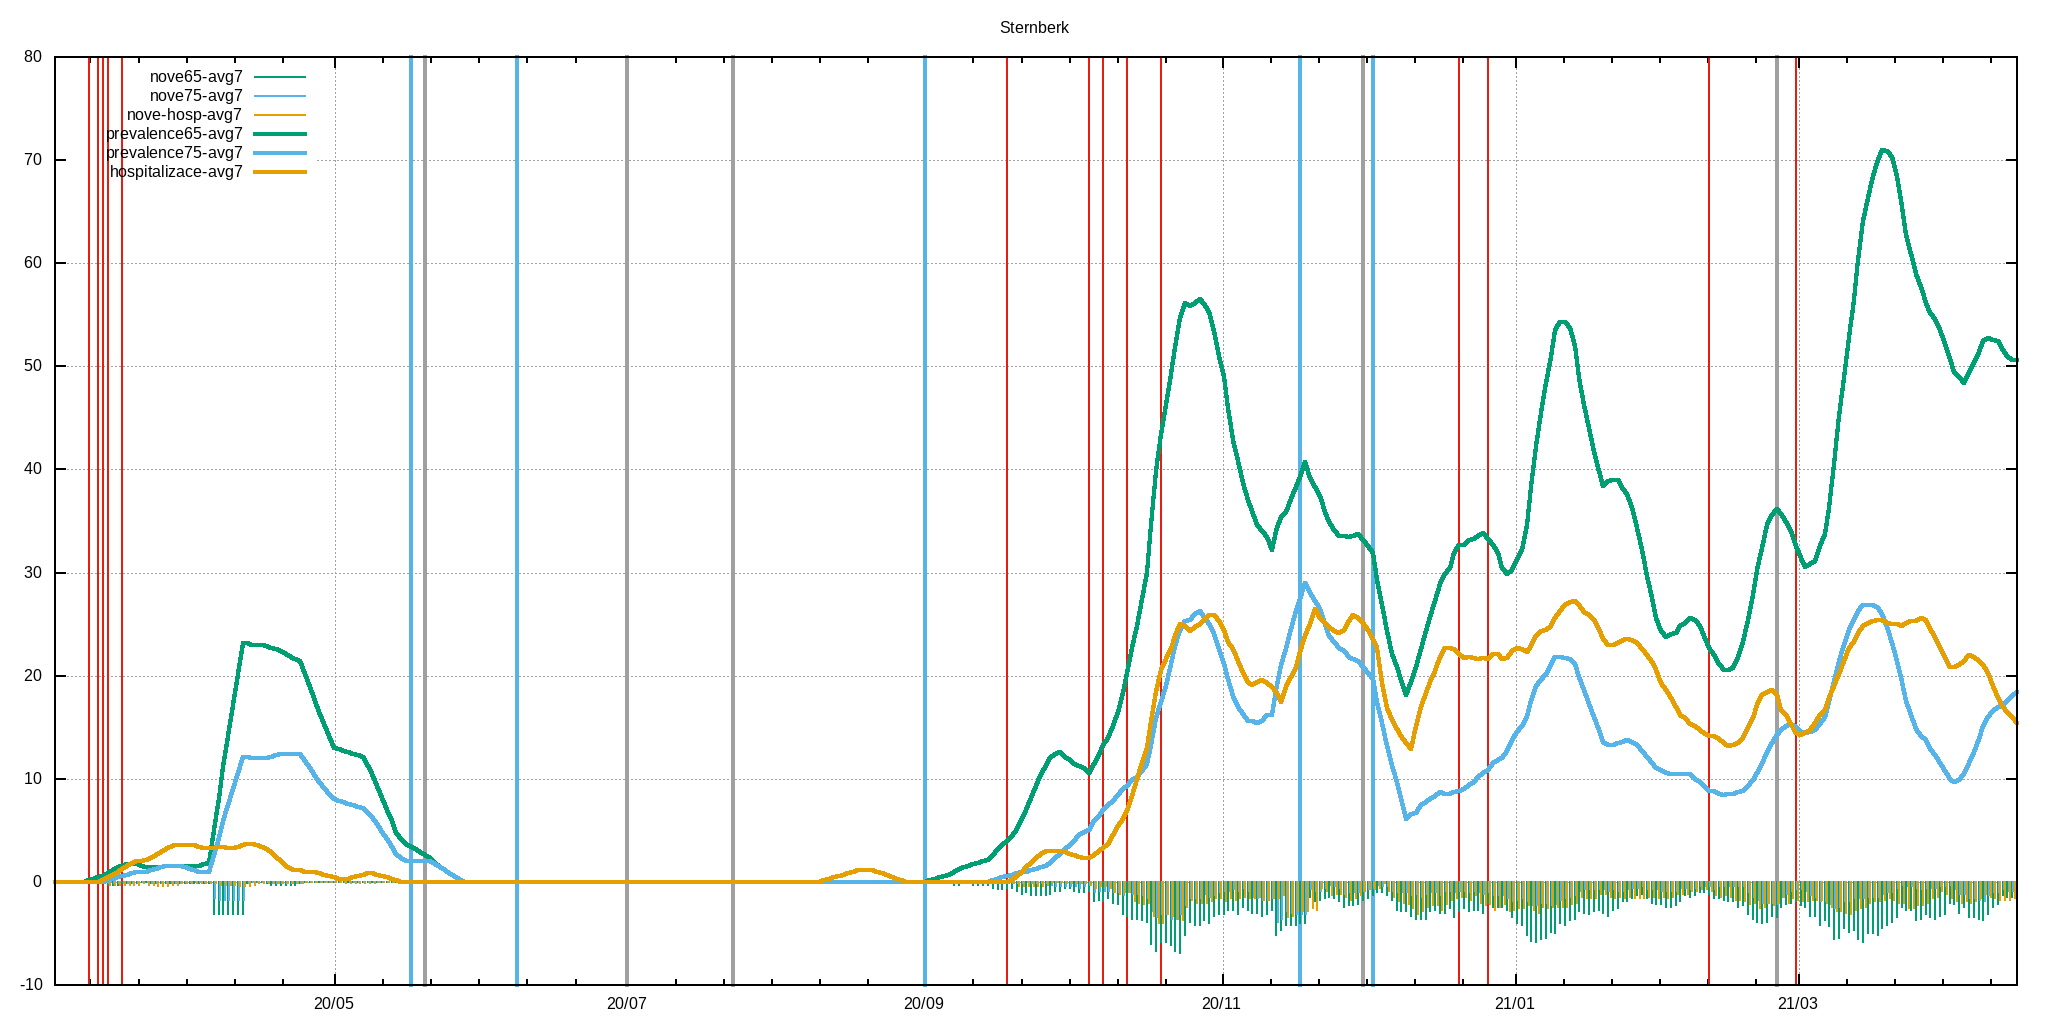 Sternberk
80
nove65-avg7
nove75-avg7
nove-hosp-avg7
prevalence65-avg7
prevalence75-avg7
hospitalizace-avg7
70
60
50
40
30
20
10
0
-10
20/05 20/07 20/09 20/11 21/01 21/03